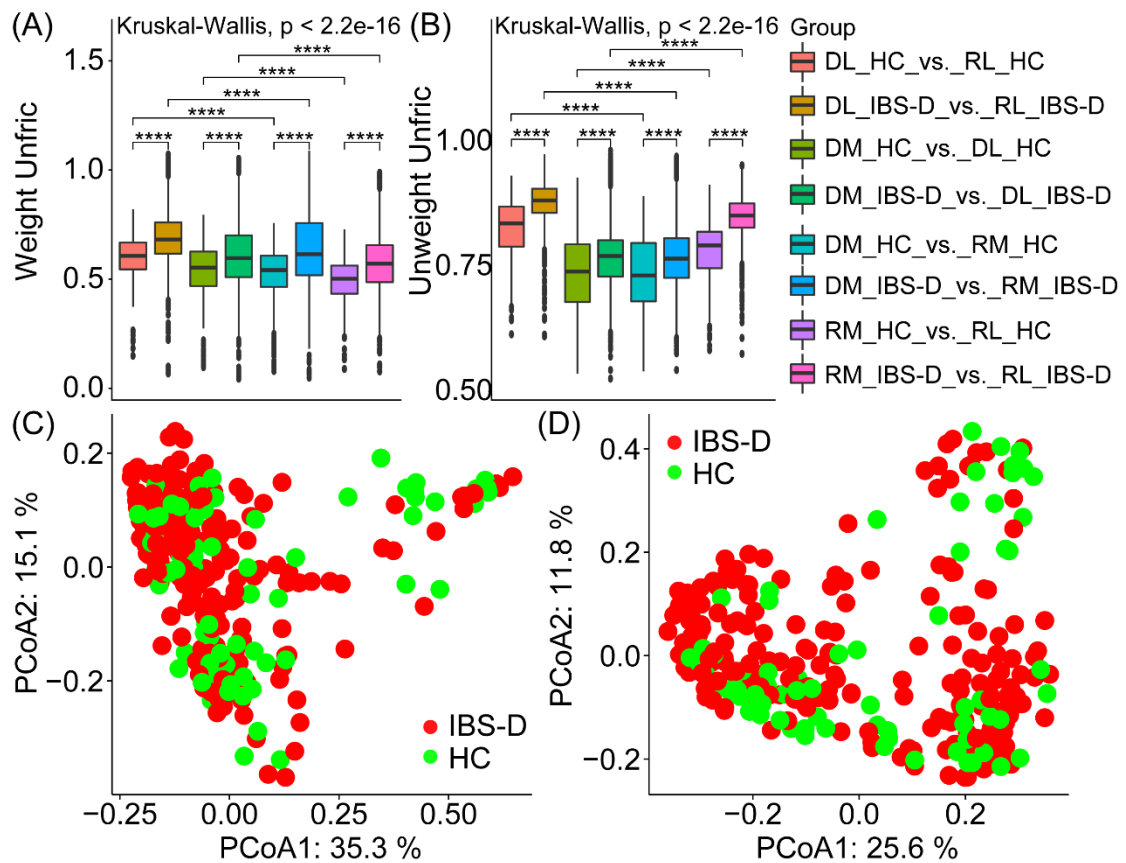 (A)
Kruskal-Wallis, p < 2.2e-16
Weight Unfric
1.5
1.0
0.5
0.0
****
****
****
****
**** **** **** ****
(B)
Kruskal-Wallis, p < 2.2e-16
Unweight Unfric
1.00
0.75
0.50
****
****
****
****
**** **** **** ****
Group
DL_HC_vs._RL_HC
DL_IBS-D_vs._RL_IBS-D
DM_HC_vs._DL_HC
DM_IBS-D_vs._DL_IBS-D
DM_HC_vs._RM_HC
DM_IBS-D_vs._RM_IBS-D
RM_HC_vs._RL_HC
RM_IBS-D_vs._RL_IBS-D
(C)
PCoA2: 15.1 %
0.2
0.0
−0.2
IBS-D
HC
−0.25 0.00 0.25 0.50
PCoA1: 35.3 %
(D)
IBS-D
HC
PCoA2: 11.8 %
0.4
0.2
0.0
−0.2
−0.2 0.0 0.2
PCoA1: 25.6 %